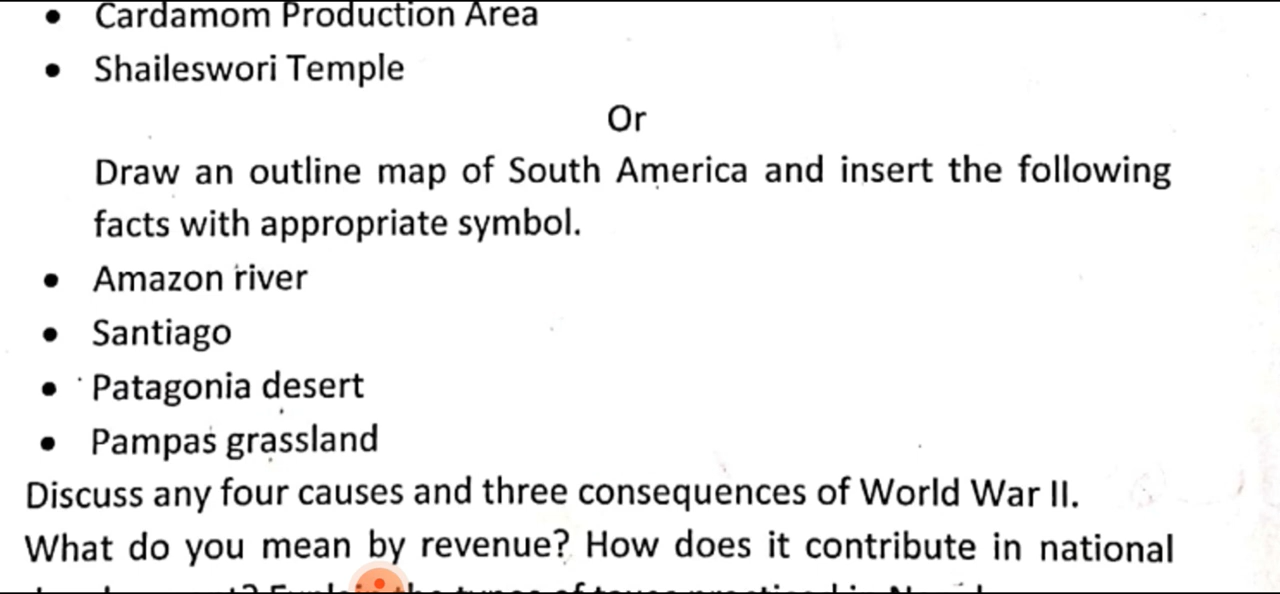 • Cardamom Production Area
• Shaileswori Temple
Or
Draw an outline map of South America and insert the following
facts with appropriate symbol.
• Amazon river
• Santiago
• Patagonia desert
• Pampas grassland
Discuss any four causes and three consequences of World War II.
What do you mean by revenue? How does it contribute in national